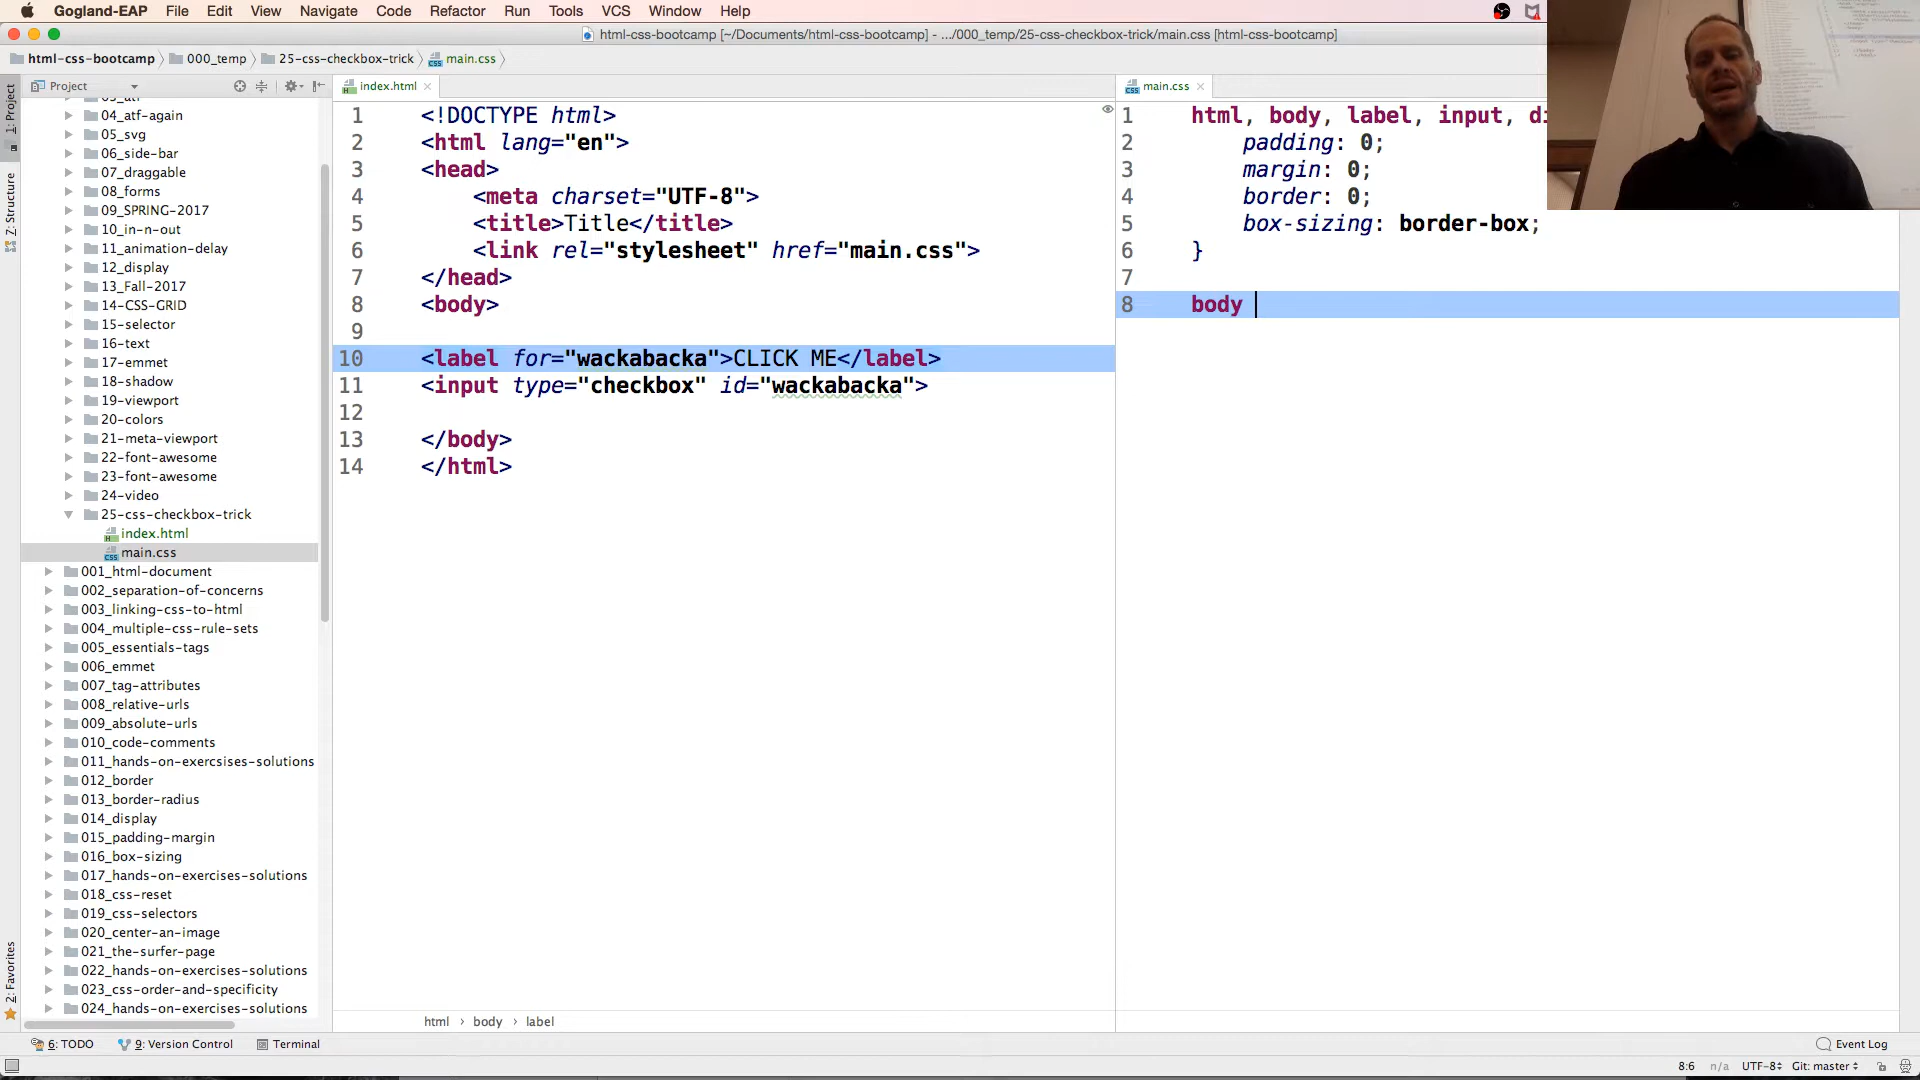 Gogland-EAP File Edit View Navigate Code Refactor Run Tools VCS Window Help
html-css-bootcamp [~/Documents/html-css-bootcamp] - .../000_temp/25-css-checkbox-trick/main.css [html-css-bootcamp]
html-css-bootcamp 000_temp 25-css-checkbox-trick main.css
1: Project
Z: Structure
2: Favorites
Project
04_atf-again
05_svg
06_side-bar
07_draggable
08_forms
09_SPRING-2017
10_in-n-out
11_animation-delay
12_display
13_Fall-2017
14-CSS-GRID
15-selector
16-text
17-emmet
18-shadow
19-viewport
20-colors
21-meta-viewport
22-font-awesome
23-font-awesome
24-video
25-css-checkbox-trick
index.html
main.css
001_html-document
002_separation-of-concerns
003_linking-css-to-html
004_multiple-css-rule-sets
005_essentials-tags
006_emmet
007_tag-attributes
008_relative-urls
009_absolute-urls
010_code-comments
011_hands-on-exercsises-solutions
012_border
013_border-radius
014_display
015_padding-margin
016_box-sizing
017_hands-on-exercises-solutions
018_css-reset
019_css-selectors
020_center-an-image
021_the-surfer-page
022_hands-on-exercises-solutions
023_css-order-and-specificity
024_hands-on-exercises-solutions
index.html
1 <!DOCTYPE html>
2 <html lang="en">
3 <head>
4 <meta charset="UTF-8">
5 <title>Title</title>
6 <link rel="stylesheet" href="main.css">
7 </head>
8 <body>
9
10 <label for="wackabacka">CLICK ME</label>
11 <input type="checkbox" id="wackabacka">
12
13 </body>
14 </html>
html › body › label
main.css
1 html, body, label, input, di
2 padding: 0;
3 margin: 0;
4 border: 0;
5 box-sizing: border-box;
6 }
7
8 body
6: TODO 9: Version Control Terminal Event Log
8:6 n/a UTF-8 Git: master